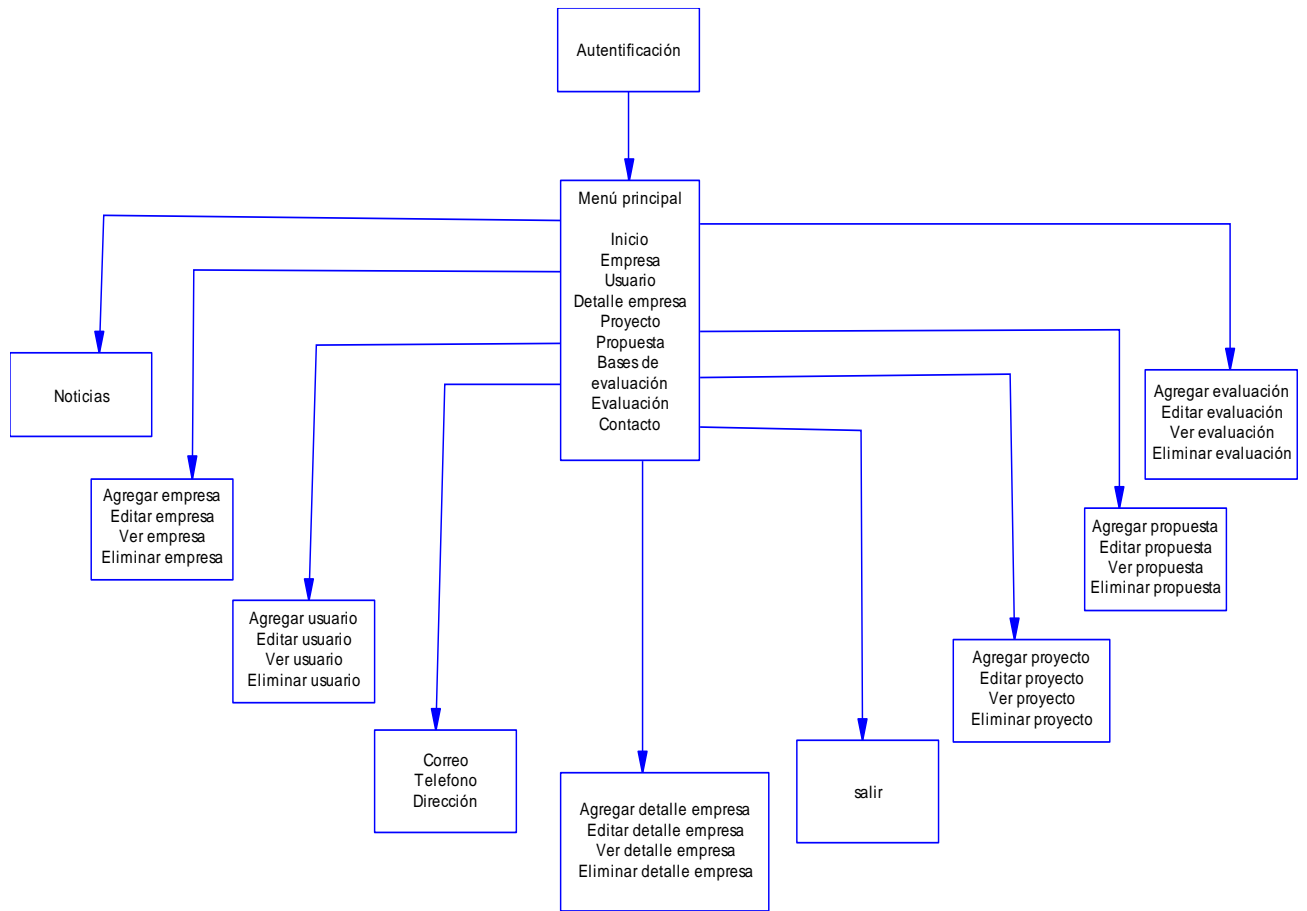 Autentificación
Menú principal
Inicio
Empresa
Usuario
Detalle empresa
Proyecto
Propuesta
Bases de
evaluación
Evaluación
Contacto
Noticias
Agregar empresa
Editar empresa
Ver empresa
Eliminar empresa
Agregar usuario
Editar usuario
Ver usuario
Eliminar usuario
Correo
Telefono
Dirección
Agregar detalle empresa
Editar detalle empresa
Ver detalle empresa
Eliminar detalle empresa
salir
Agregar proyecto
Editar proyecto
Ver proyecto
Eliminar proyecto
Agregar propuesta
Editar propuesta
Ver propuesta
Eliminar propuesta
Agregar evaluación
Editar evaluación
Ver evaluación
Eliminar evaluación